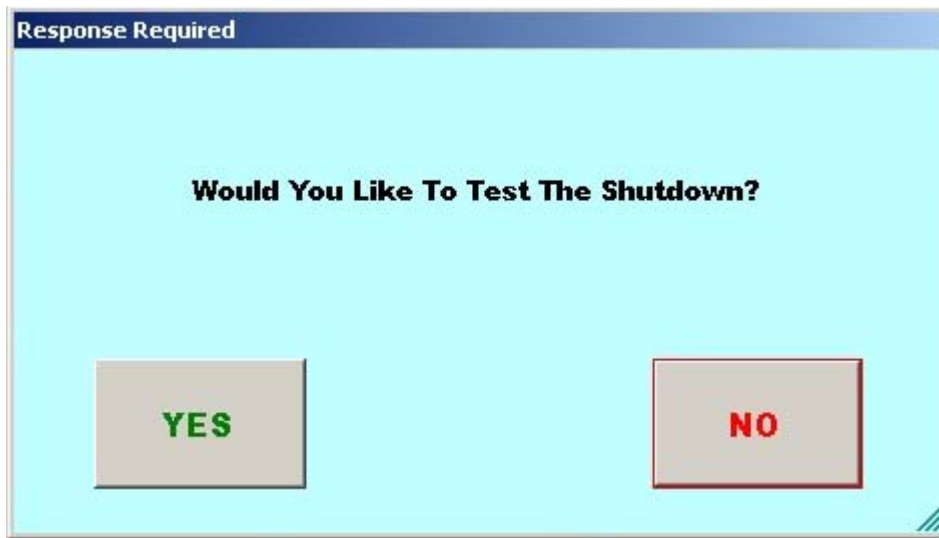 Response Required
Would You Like To Test The Shutdown?
YES
NO